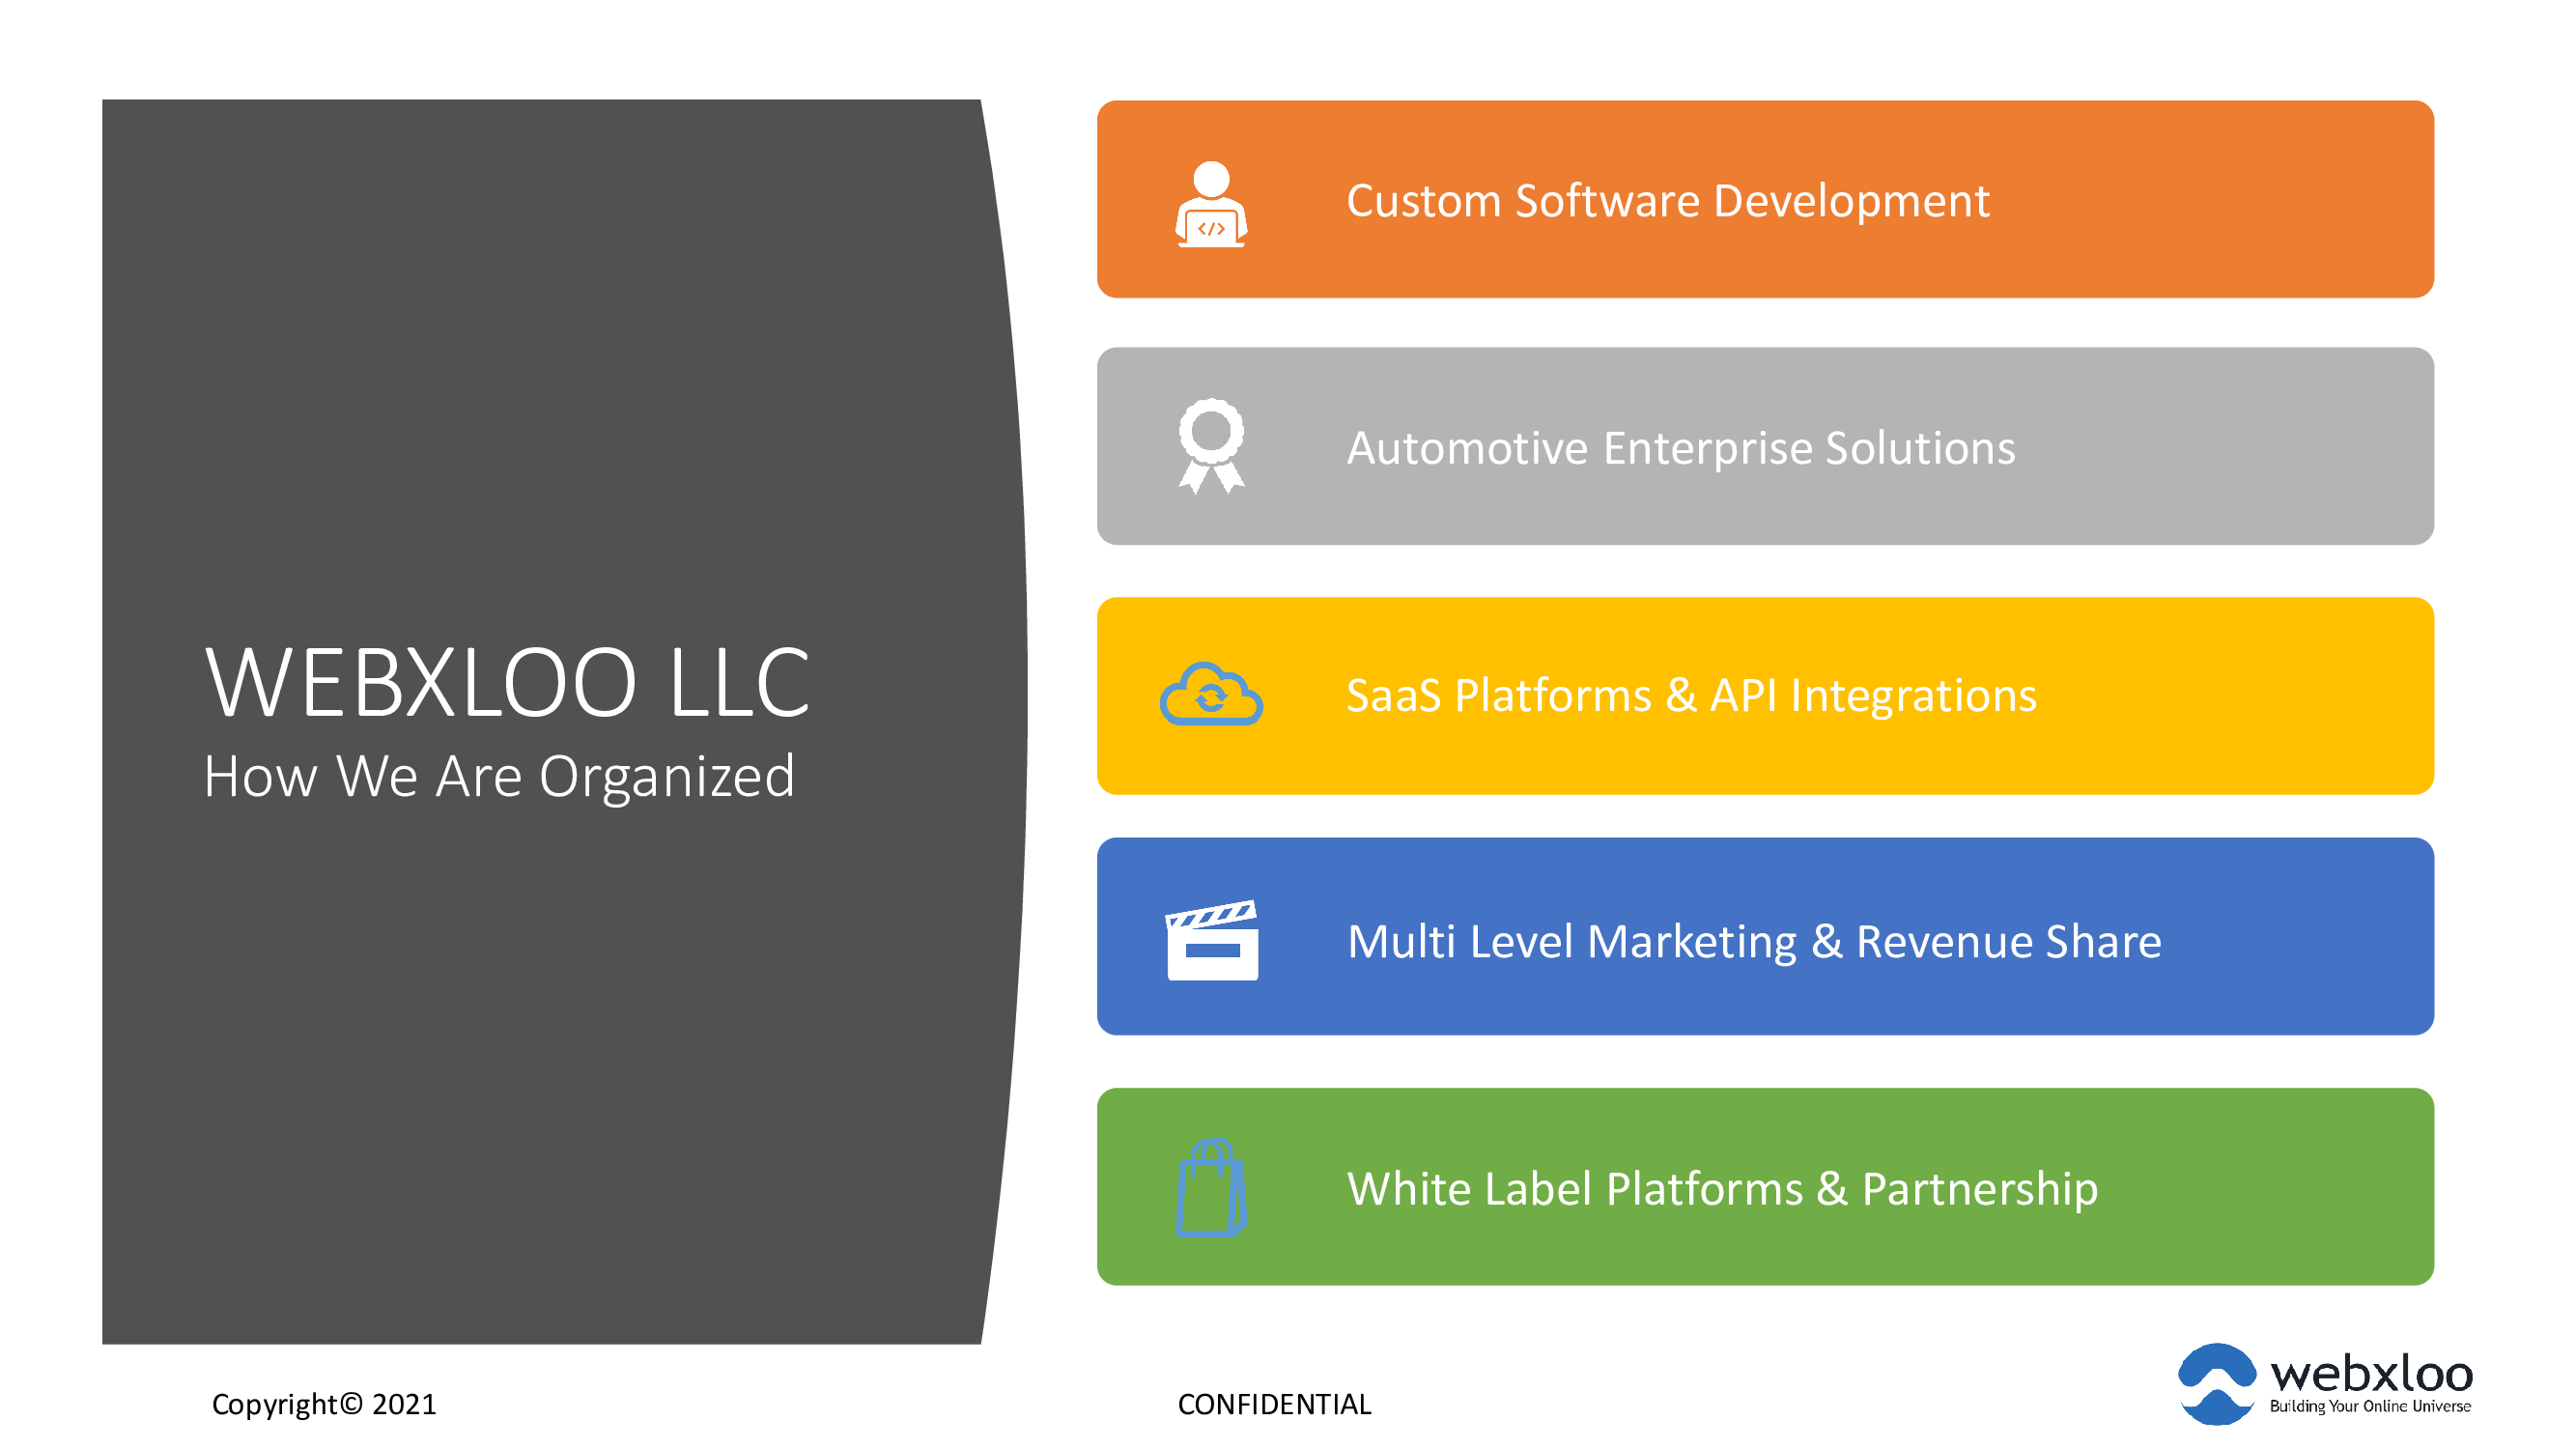 WEBXLOO LLC
How We Are Organized
Custom Software Development
</>
Automotive Enterprise Solutions
SaaS Platforms & API Integrations
Multi Level Marketing & Revenue Share
White Label Platforms & Partnership
Copyright© 2021
CONFIDENTIAL
webxloo
Building Your Online Universe